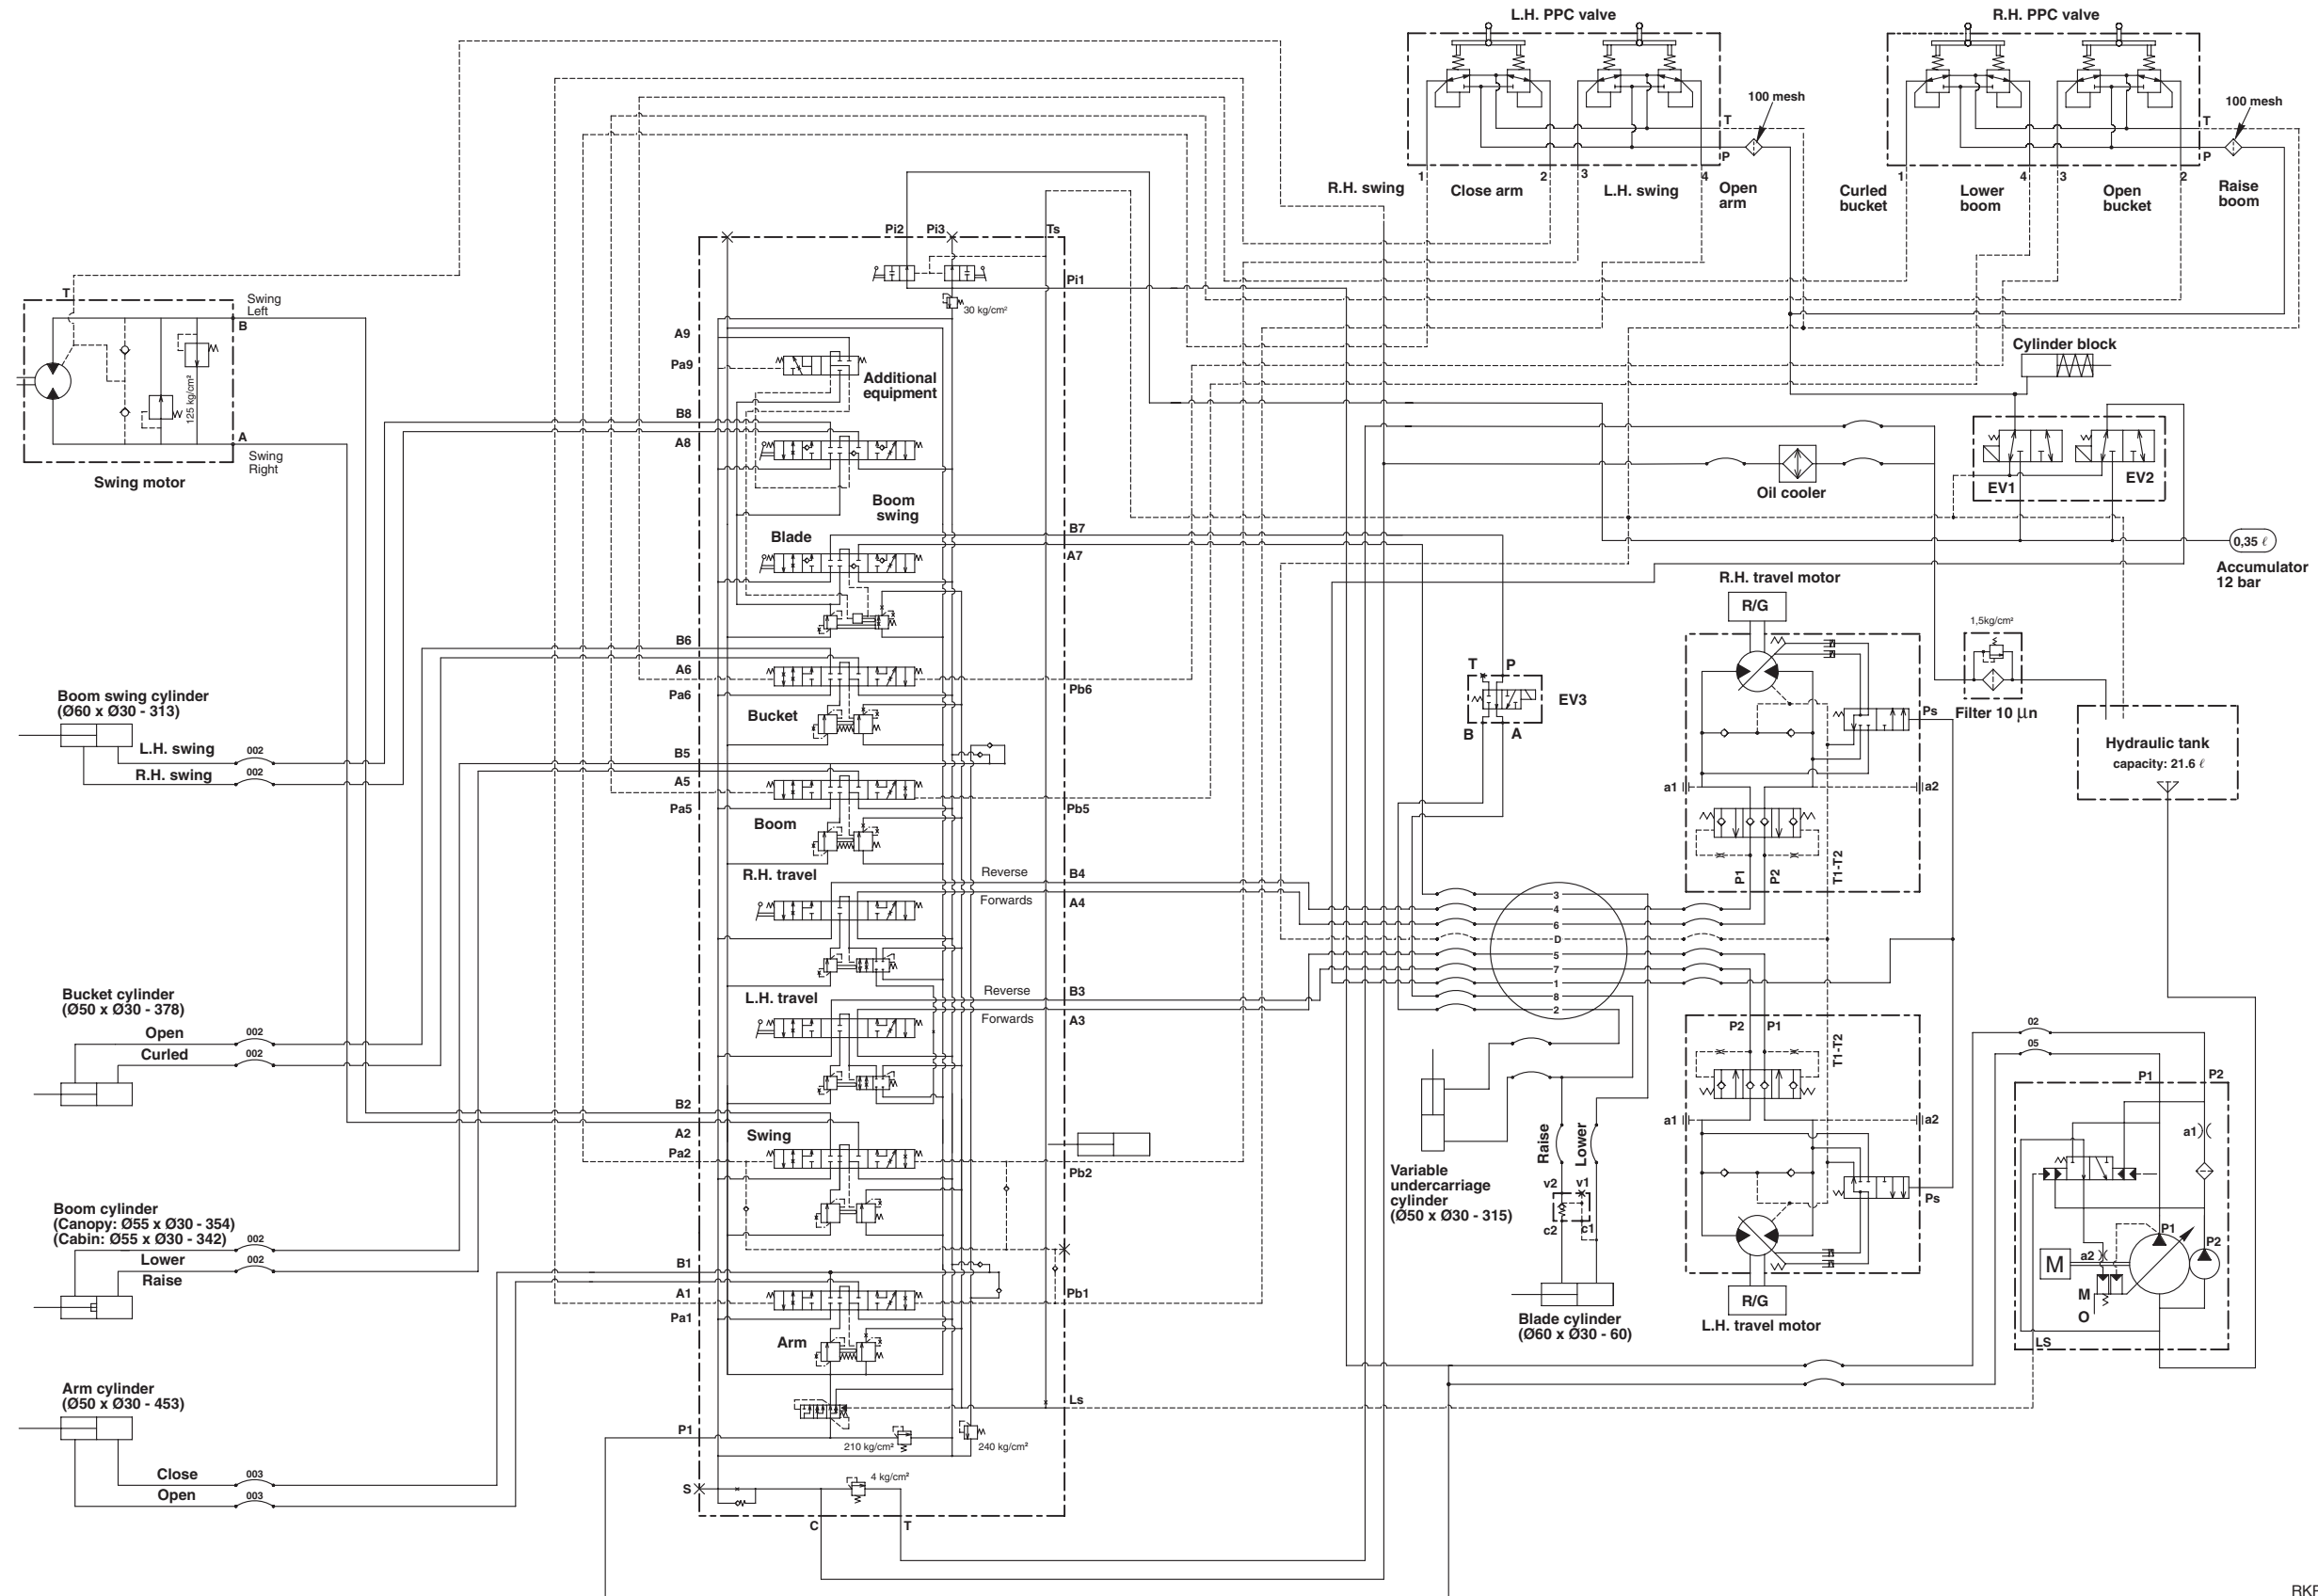 L.H. PPC valve
R.H. PPC valve
100 mesh
100 mesh
T
T
P
P
1
2
3
4
1
4
3
2
R.H. swing
Close arm
L.H. swing
Open
arm
Curled
bucket
Lower
boom
Open
bucket
Raise
boom
Pi2
Pi3
Ts
Pi1
30 kg/cm²
T
Swing
Left
B
125 kg/cm²
A
Swing
Right
Swing motor
A9
Pa9
Additional
equipment
B8
A8
Boom
swing
Blade
B7
A7
Cylinder block
EV1
EV2
Oil cooler
0,35 ℓ
Accumulator
12 bar
R.H. travel motor
R/G
1,5kg/cm²
Filter 10 µn
Hydraulic tank
capacity: 21.6 ℓ
B6
A6
Pa6
Pb6
Bucket
T
P
EV3
B
A
Ps
a1
a2
P1
P2
T1-T2
Boom swing cylinder
(Ø60 x Ø30 - 313)
L.H. swing
002
R.H. swing
002
B5
A5
Pa5
Pb5
Boom
R.H. travel
Reverse
B4
Forwards
A4
3
4
6
D
5
7
1
8
2
L.H. travel
Reverse
B3
Forwards
A3
Bucket cylinder
(Ø50 x Ø30 - 378)
Open
002
Curled
002
B2
A2
Pa2
Swing
Pb2
P2
P1
T1-T2
a1
a2
Ps
R/G
L.H. travel motor
02
05
P1
P2
a1
P1
P2
a2
M
M
O
LS
Variable
undercarriage
cylinder
(Ø50 x Ø30 - 315)
Raise
Lower
v2
v1
c2
c1
Blade cylinder
(Ø60 x Ø30 - 60)
Boom cylinder
(Canopy: Ø55 x Ø30 - 354)
(Cabin: Ø55 x Ø30 - 342)
002
Lower
002
Raise
B1
A1
Pa1
Pb1
Arm
Arm cylinder
(Ø50 x Ø30 - 453)
Close
003
Open
003
Ls
P1
210 kg/cm²
240 kg/cm²
4 kg/cm²
S
C
T